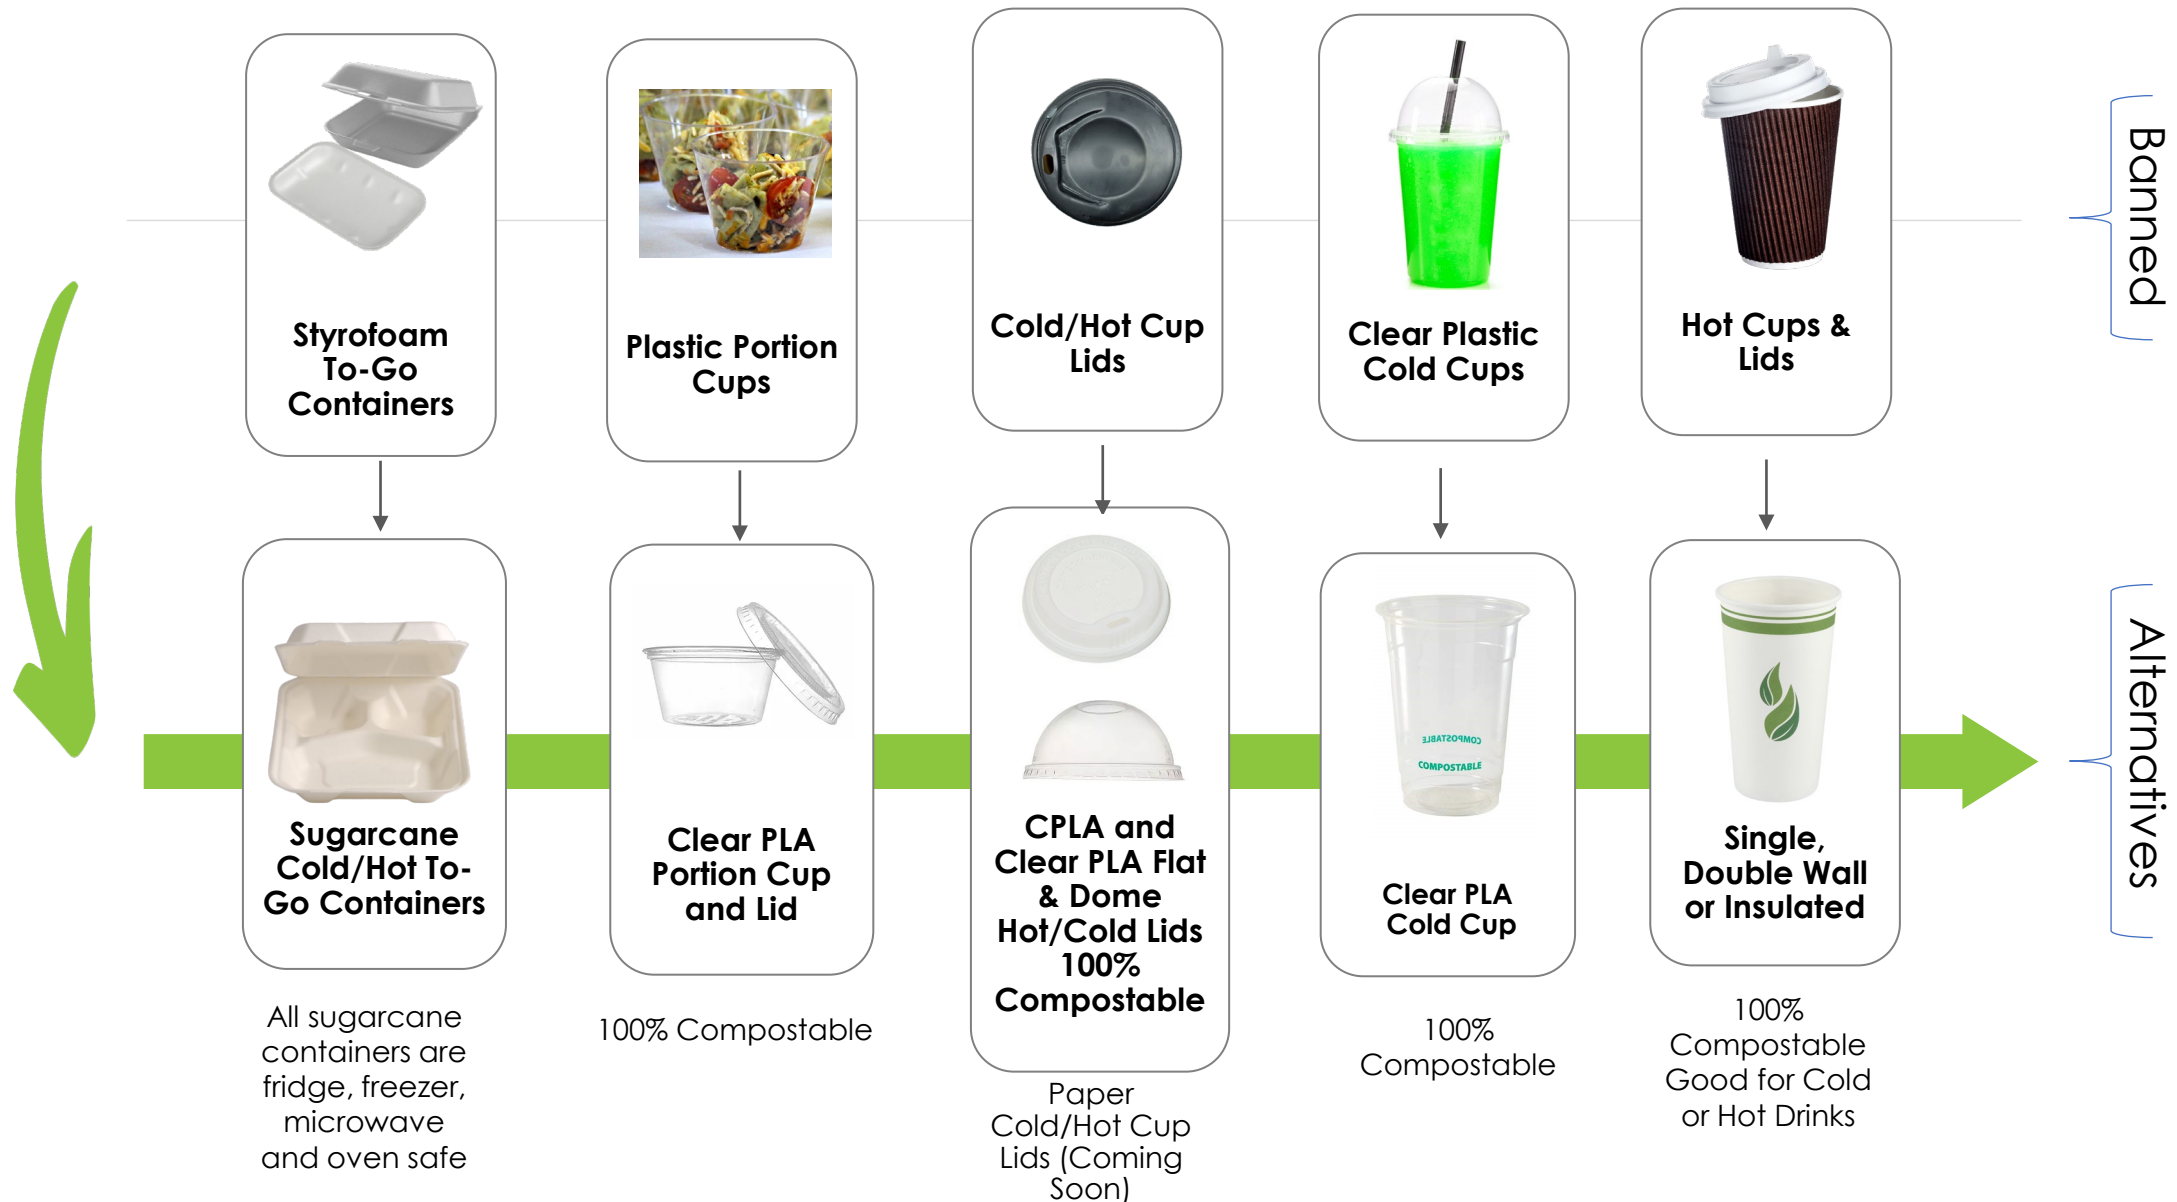 Styrofoam
To-Go
Containers
Plastic Portion
Cups
Cold/Hot Cup
Lids
Clear Plastic
Cold Cups
Hot Cups &
Lids
Banned
Sugarcane
Cold/Hot To-
Go Containers
Clear PLA
Portion Cup
and Lid
CPLA and
Clear PLA Flat
& Dome
Hot/Cold Lids
100%
Compostable
COMPOSTABLE
COMPOSTABLE
Clear PLA
Cold Cup
Single,
Double Wall
or Insulated
Alternatives
All sugarcane
containers are
fridge, freezer,
microwave
and oven safe
100% Compostable
Paper
Cold/Hot Cup
Lids (Coming
Soon)
100%
Compostable
100%
Compostable
Good for Cold
or Hot Drinks